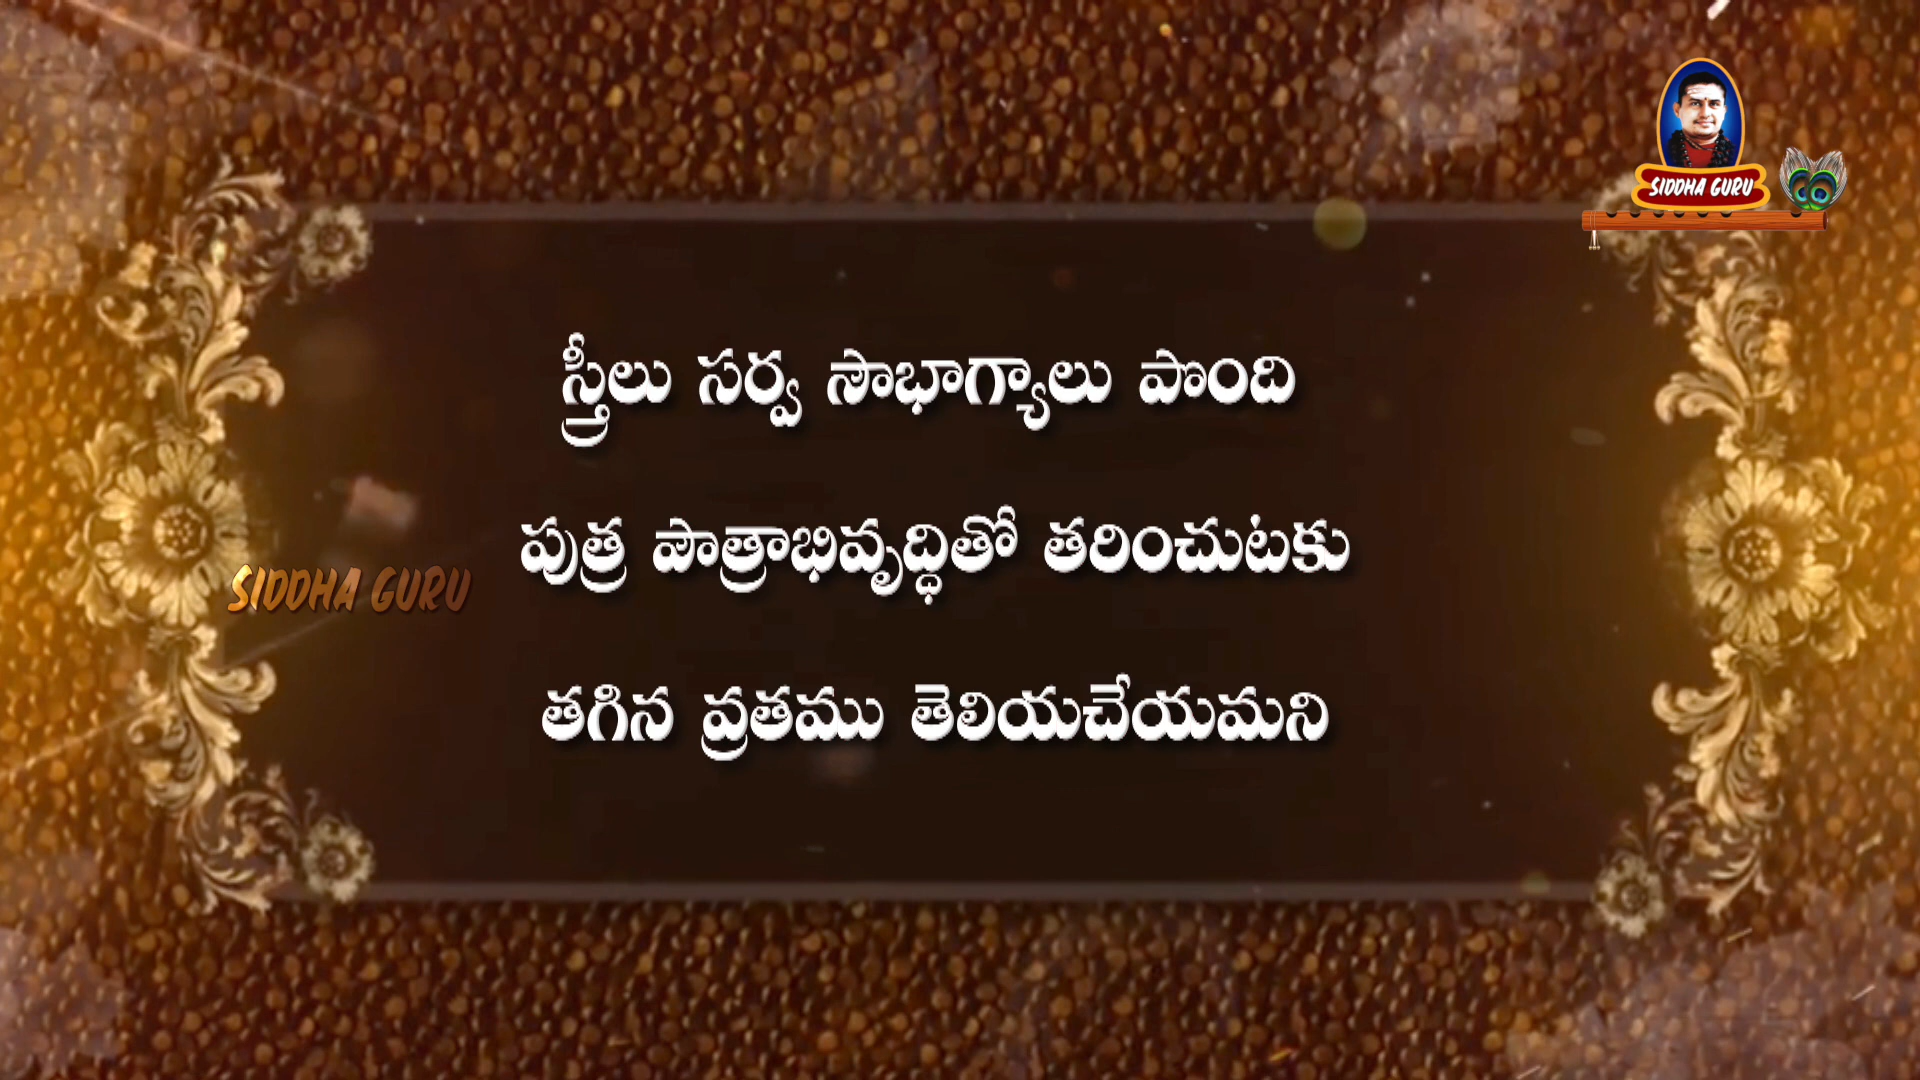 SIDDHA GURU
స్త్రీలు సర్వ సౌభాగ్యాలు పొంది
పుత్ర పౌత్రాభివృద్ధితో తరించుటకు
SIDDHA GURU
తగిన వ్రతము తెలియచేయమని